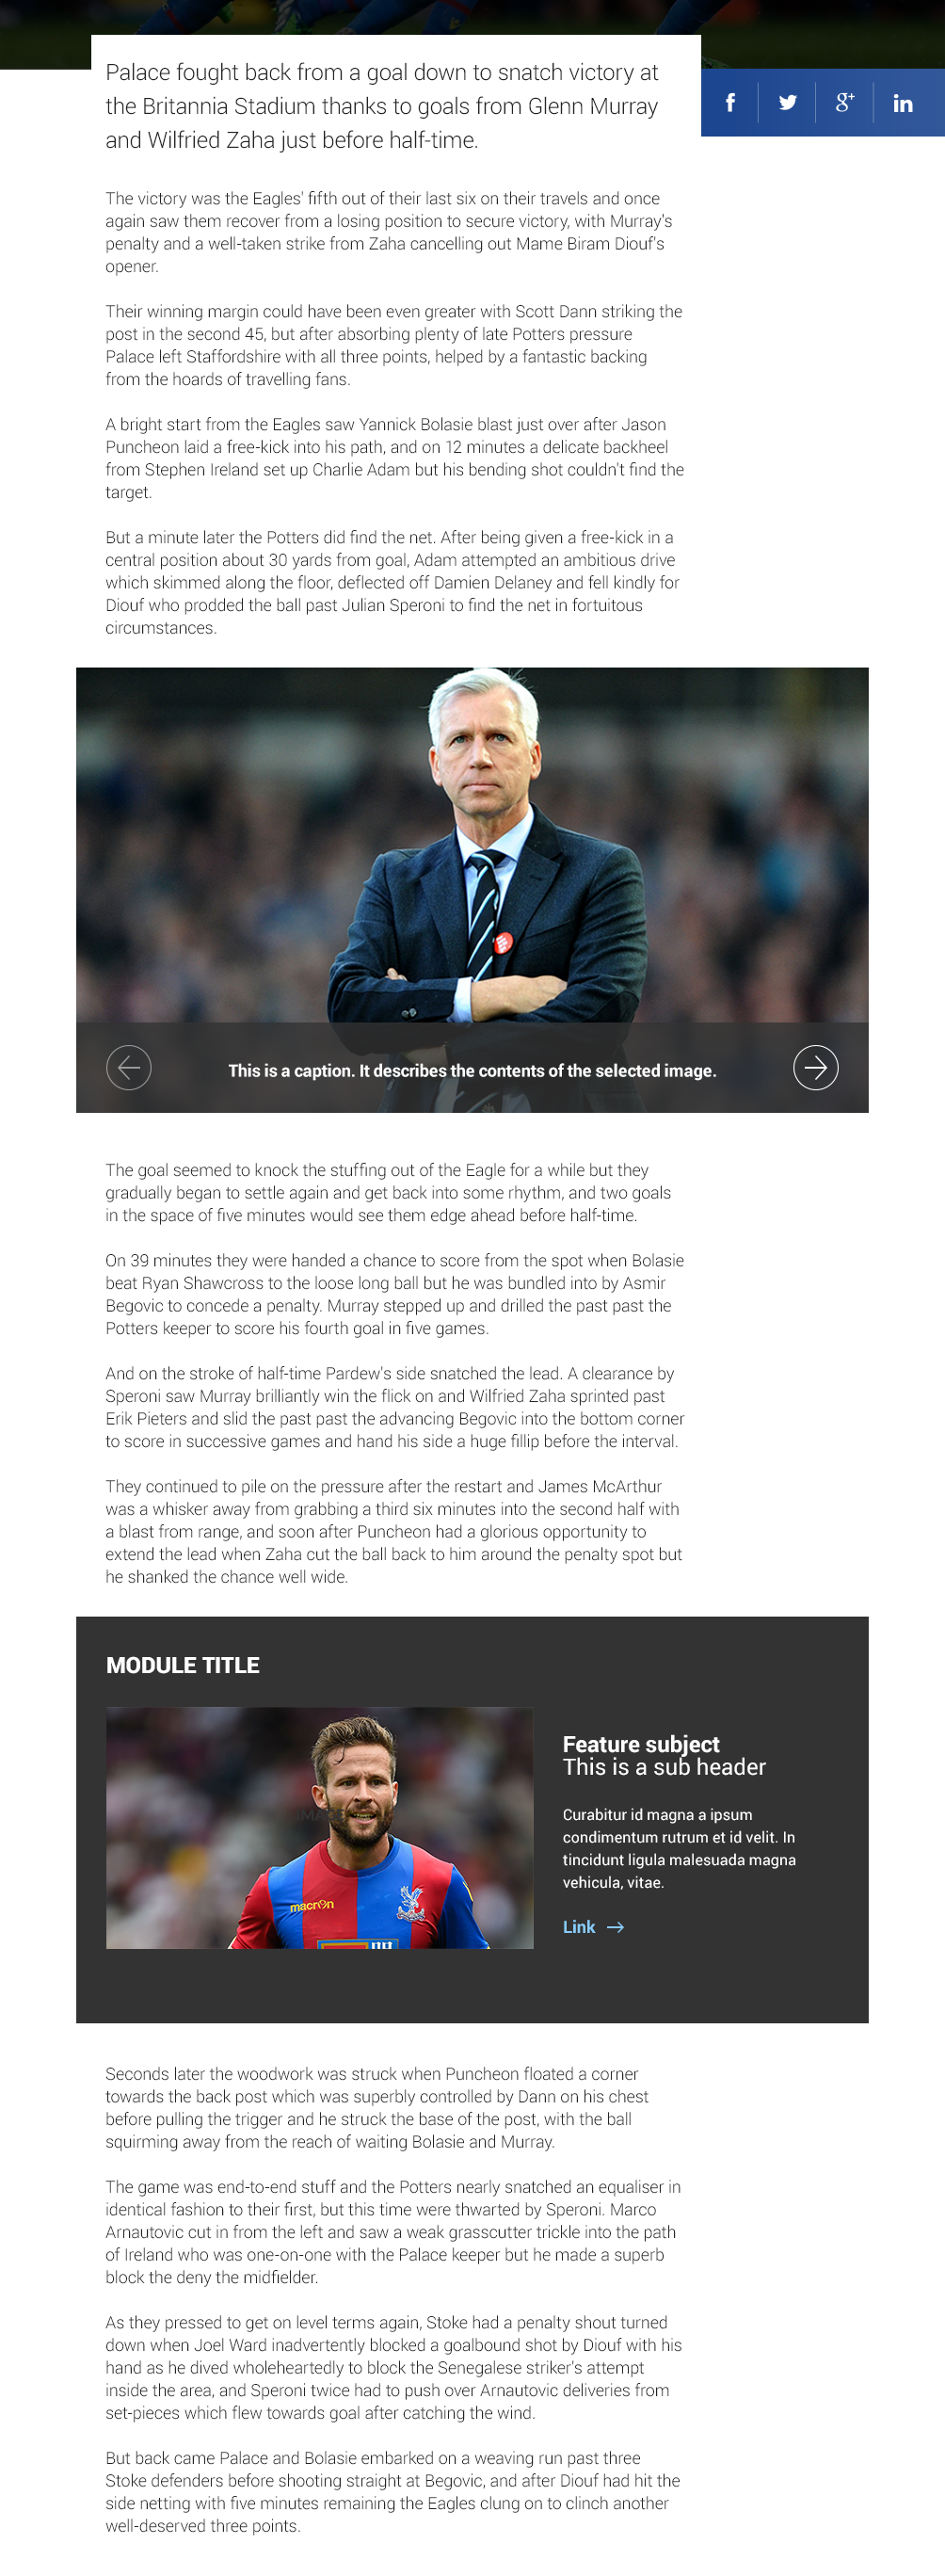 Palace fought back from a goal down to snatch victory at
the Britannia Stadium thanks to goals from Glenn Murray
and Wilfried Zaha just before half-time.
The victory was the Eagles' fifth out of their last six on their travels and once
again saw them recover from a losing position to secure victory, with Murray's
penalty and a well-taken strike from Zaha cancelling out Mame Biram Diouf's
opener.
Their winning margin could have been even greater with Scott Dann striking the
post in the second 45, but after absorbing plenty of late Potters pressure
Palace left Staffordshire with all three points, helped by a fantastic backing
from the hoards of travelling fans.
A bright start from the Eagles saw Yannick Bolasie blast just over after Jason
Puncheon laid a free-kick into his path, and on 12 minutes a delicate backheel
from Stephen Ireland set up Charlie Adam but his bending shot couldn't find the
target.
But a minute later the Potters did find the net. After being given a free-kick in a
central position about 30 yards from goal, Adam attempted an ambitious drive
which skimmed along the floor, deflected off Damien Delaney and fell kindly for
Diouf who prodded the ball past Julian Speroni to find the net in fortuitous
circumstances.
This is a caption. It describes the contents of the selected image.
The goal seemed to knock the stuffing out of the Eagle for a while but they
gradually began to settle again and get back into some rhythm, and two goals
in the space of five minutes would see them edge ahead before half-time.
On 39 minutes they were handed a chance to score from the spot when Bolasie
beat Ryan Shawcross to the loose long ball but he was bundled into by Asmir
Begovic to concede a penalty. Murray stepped up and drilled the past past the
Potters keeper to score his fourth goal in five games.
And on the stroke of half-time Pardew's side snatched the lead. A clearance by
Speroni saw Murray brilliantly win the flick on and Wilfried Zaha sprinted past
Erik Pieters and slid the past past the advancing Begovic into the bottom corner
to score in successive games and hand his side a huge fillip before the interval.
They continued to pile on the pressure after the restart and James McArthur
was a whisker away from grabbing a third six minutes into the second half with
a blast from range, and soon after Puncheon had a glorious opportunity to
extend the lead when Zaha cut the ball back to him around the penalty spot but
he shanked the chance well wide.
MODULE TITLE
macron
Feature subject
This is a sub header
Curabitur id magna a ipsum
condimentum rutrum et id velit. In
tincidunt ligula malesuada magna
vehicula, vitae.
Link
Seconds later the woodwork was struck when Puncheon floated a corner
towards the back post which was superbly controlled by Dann on his chest
before pulling the trigger and he struck the base of the post, with the ball
squirming away from the reach of waiting Bolasie and Murray.
The game was end-to-end stuff and the Potters nearly snatched an equaliser in
identical fashion to their first, but this time were thwarted by Speroni. Marco
Arnautovic cut in from the left and saw a weak grasscutter trickle into the path
of Ireland who was one-on-one with the Palace keeper but he made a superb
block the deny the midfielder.
As they pressed to get on level terms again, Stoke had a penalty shout turned
down when Joel Ward inadvertently blocked a goalbound shot by Diouf with his
hand as he dived wholeheartedly to block the Senegalese striker's attempt
inside the area, and Speroni twice had to push over Arnautovic deliveries from
set-pieces which flew towards goal after catching the wind.
But back came Palace and Bolasie embarked on a weaving run past three
Stoke defenders before shooting straight at Begovic, and after Diouf had hit the
side netting with five minutes remaining the Eagles clung on to clinch another
well-deserved three points.